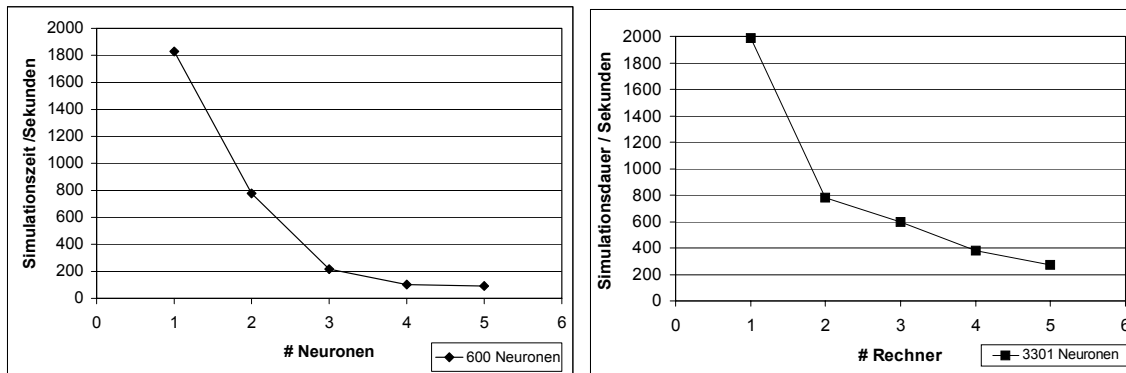 Simulationszeit /Sekunden
2000
1800
1600
1400
1200
1000
800
600
400
200
0
0 1 2 3 4 5 6
# Neuronen
600 Neuronen
Simulationsdauer / Sekunden
2000
1800
1600
1400
1200
1000
800
600
400
200
0
0 1 2 3 4 5 6
# Rechner
3301 Neuronen